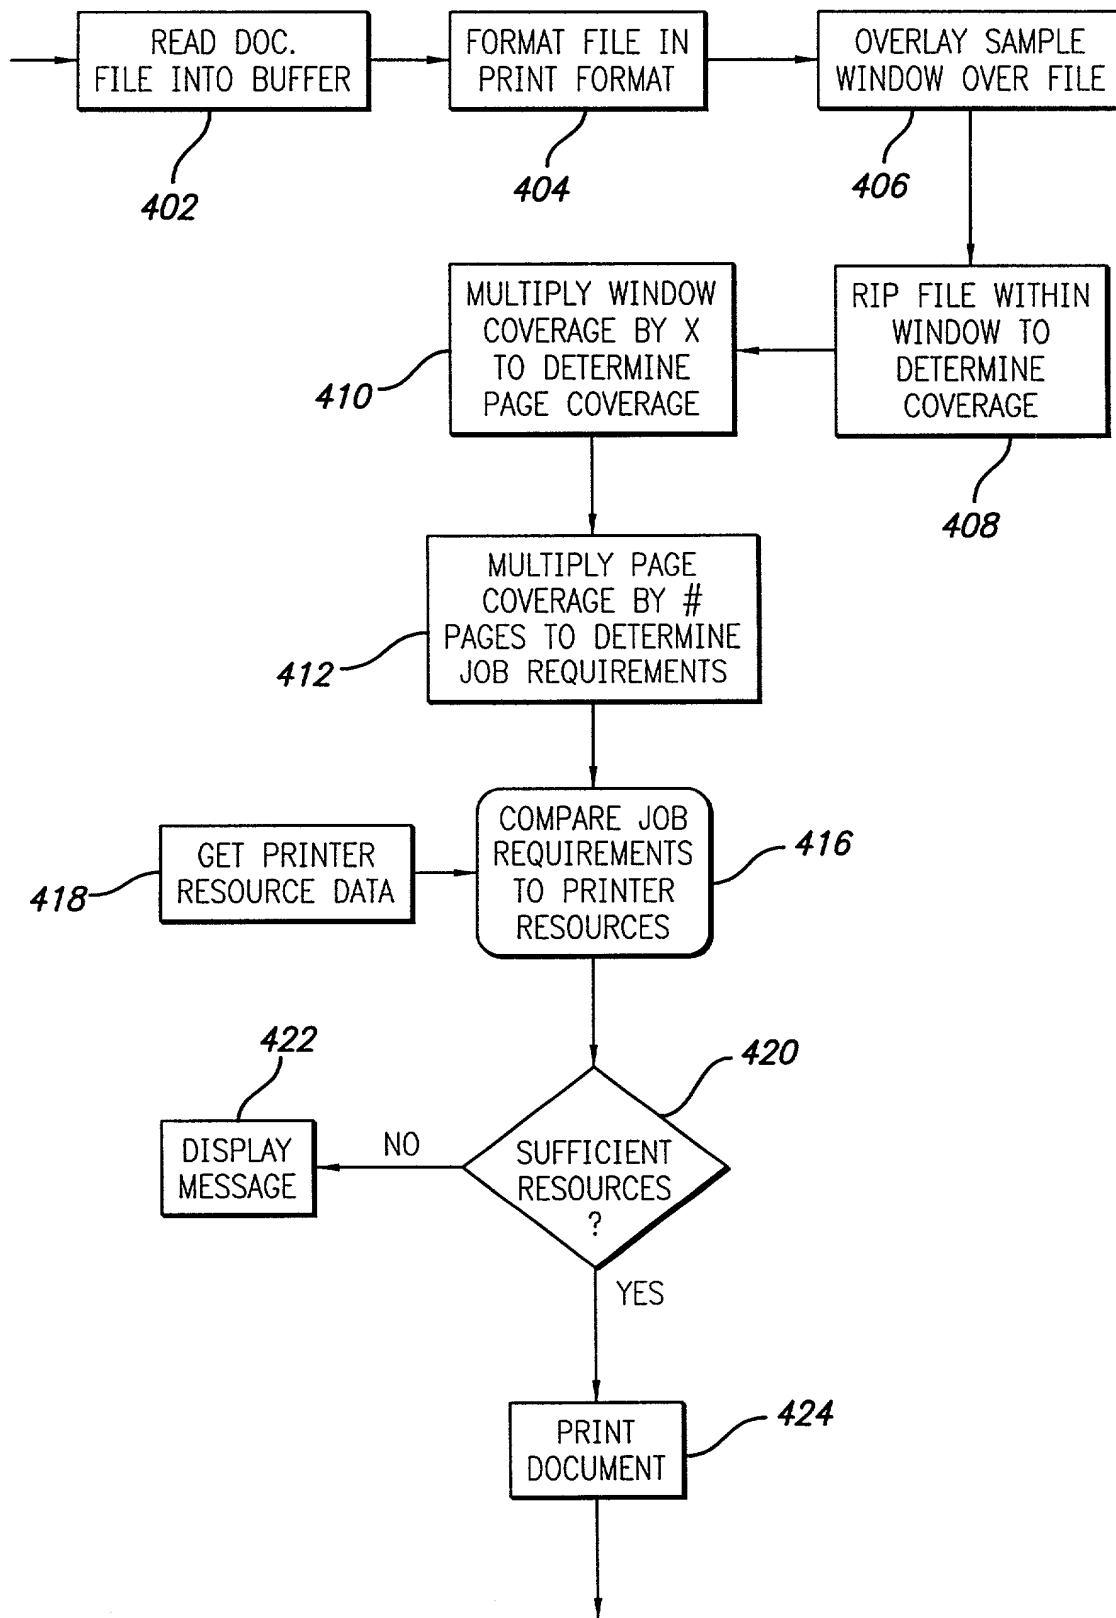 READ DOC.
FILE INTO BUFFER
402
FORMAT FILE IN
PRINT FORMAT
404
OVERLAY SAMPLE
WINDOW OVER FILE
406
RIP FILE WITHIN
WINDOW TO
DETERMINE
COVERAGE
408
MULTIPLY WINDOW
COVERAGE BY X
TO DETERMINE
PAGE COVERAGE
410
MULTIPLY PAGE
COVERAGE BY #
PAGES TO DETERMINE
JOB REQUIREMENTS
412
COMPARE JOB
REQUIREMENTS
TO PRINTER
RESOURCES
416
GET PRINTER
RESOURCE DATA
418
SUFFICIENT
RESOURCES
?
420
NO
DISPLAY
MESSAGE
422
YES
PRINT
DOCUMENT
424